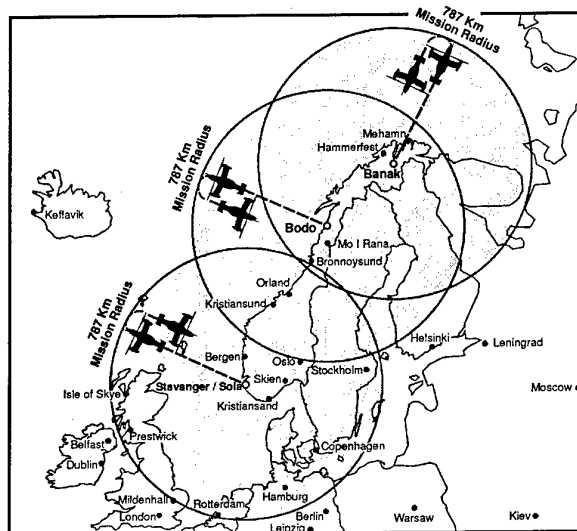 787 Km
Mission Radius
Mehamn
Hammerfest
Banak
787 Km
Mission Radius
Keflavik
Bodo
Mo I Rana
Bronnoysund
Orland
787 Km
Mission Radius
Kristiansund
Bergen
Oslo
Helsinki
Leningrad
Stavanger / Sola
Skien
Stockholm
Moscow
Isle of Skye
Kristiansand
Prestwick
Belfast
Copenhagen
Dublin
Mildenhall
Rotterdam
Hamburg
London
Berlin
Warsaw
Kiev
Leipzig